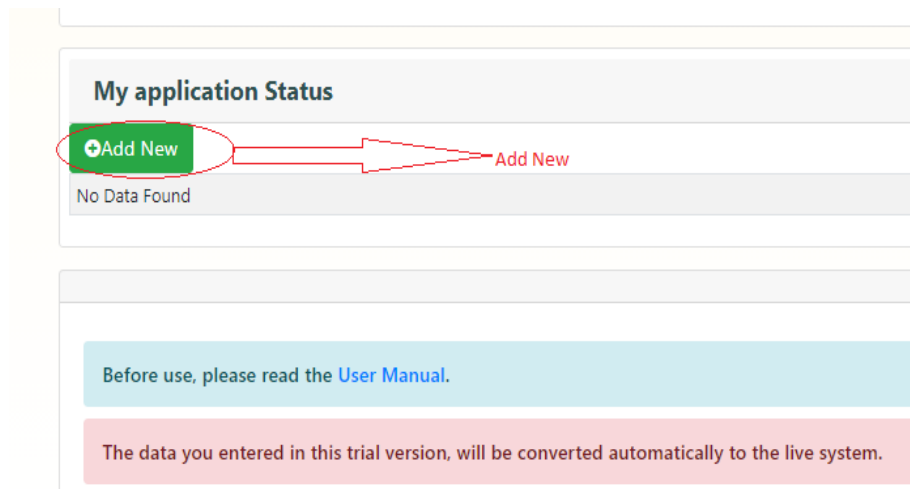 My application Status
Add New
Add New
No Data Found
Before use, please read the User Manual.
The data you entered in this trial version, will be converted automatically to the live system.